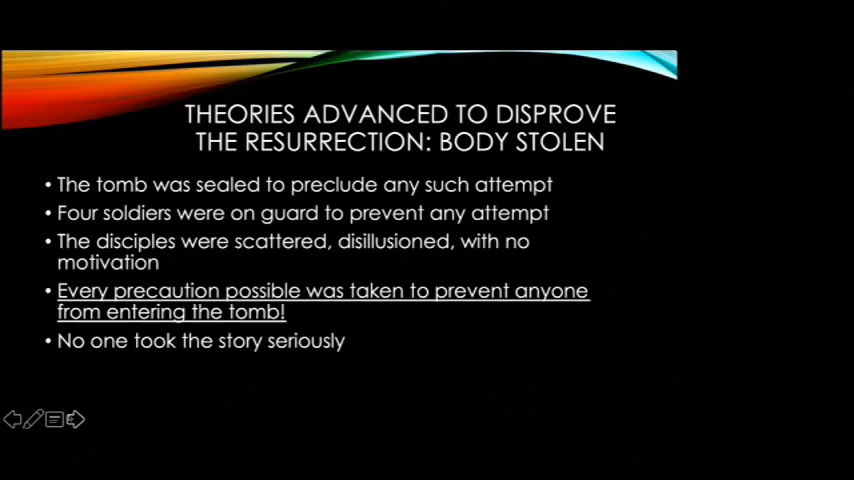 THEORIES ADVANCED TO DISPROVE
THE RESURRECTION: BODY STOLEN
• The tomb was sealed to preclude any such attempt
• Four soldiers were on guard to prevent any attempt
• The disciples were scattered, disillusioned, with no
motivation
• Every precaution possible was taken to prevent anyone
from entering the tomb!
• No one took the story seriously